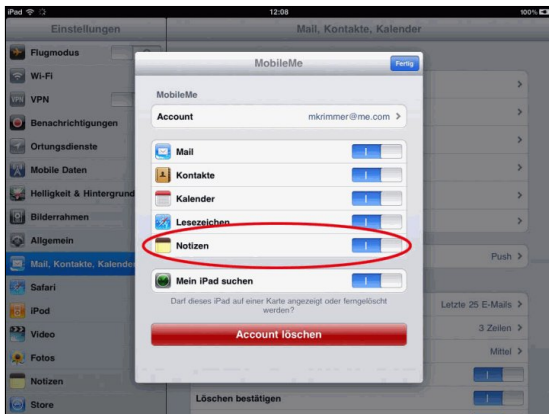 iPad 12:08 100%
Einstellungen
Mail, Kontakte, Kalender
Flugmodus
Wi-Fi
VPN
Benachrichtigungen
Ortungsdienste
Mobile Daten
Helligkeit & Hintergrund
Bilderrahmen
Allgemein
Mail, Kontakte, Kalender
Safari
iPod
Video
Fotos
Notizen
Store
MobileMe
Fertig
MobileMe
Account mkrimmer@me.com
Mail
Kontakte
Kalender
Lesezeichen
Notizen
Mein iPad suchen
Darf dieses iPad auf einer Karte angezeigt oder ferngelöscht
werden?
Account löschen
Push
Letzte 25 E-Mails
3 Zeilen
Mittel
Löschen bestätigen